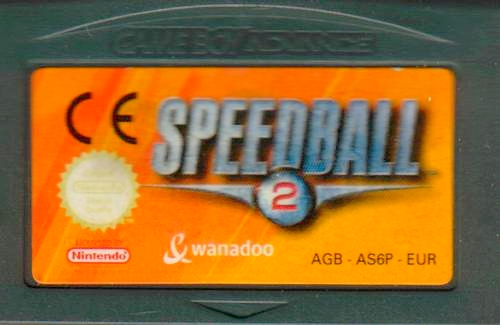 GAME BOY ADVANCE
CE
SPEEDBALL
2
Nintendo
& wanadoo
AGB - AS6P - EUR